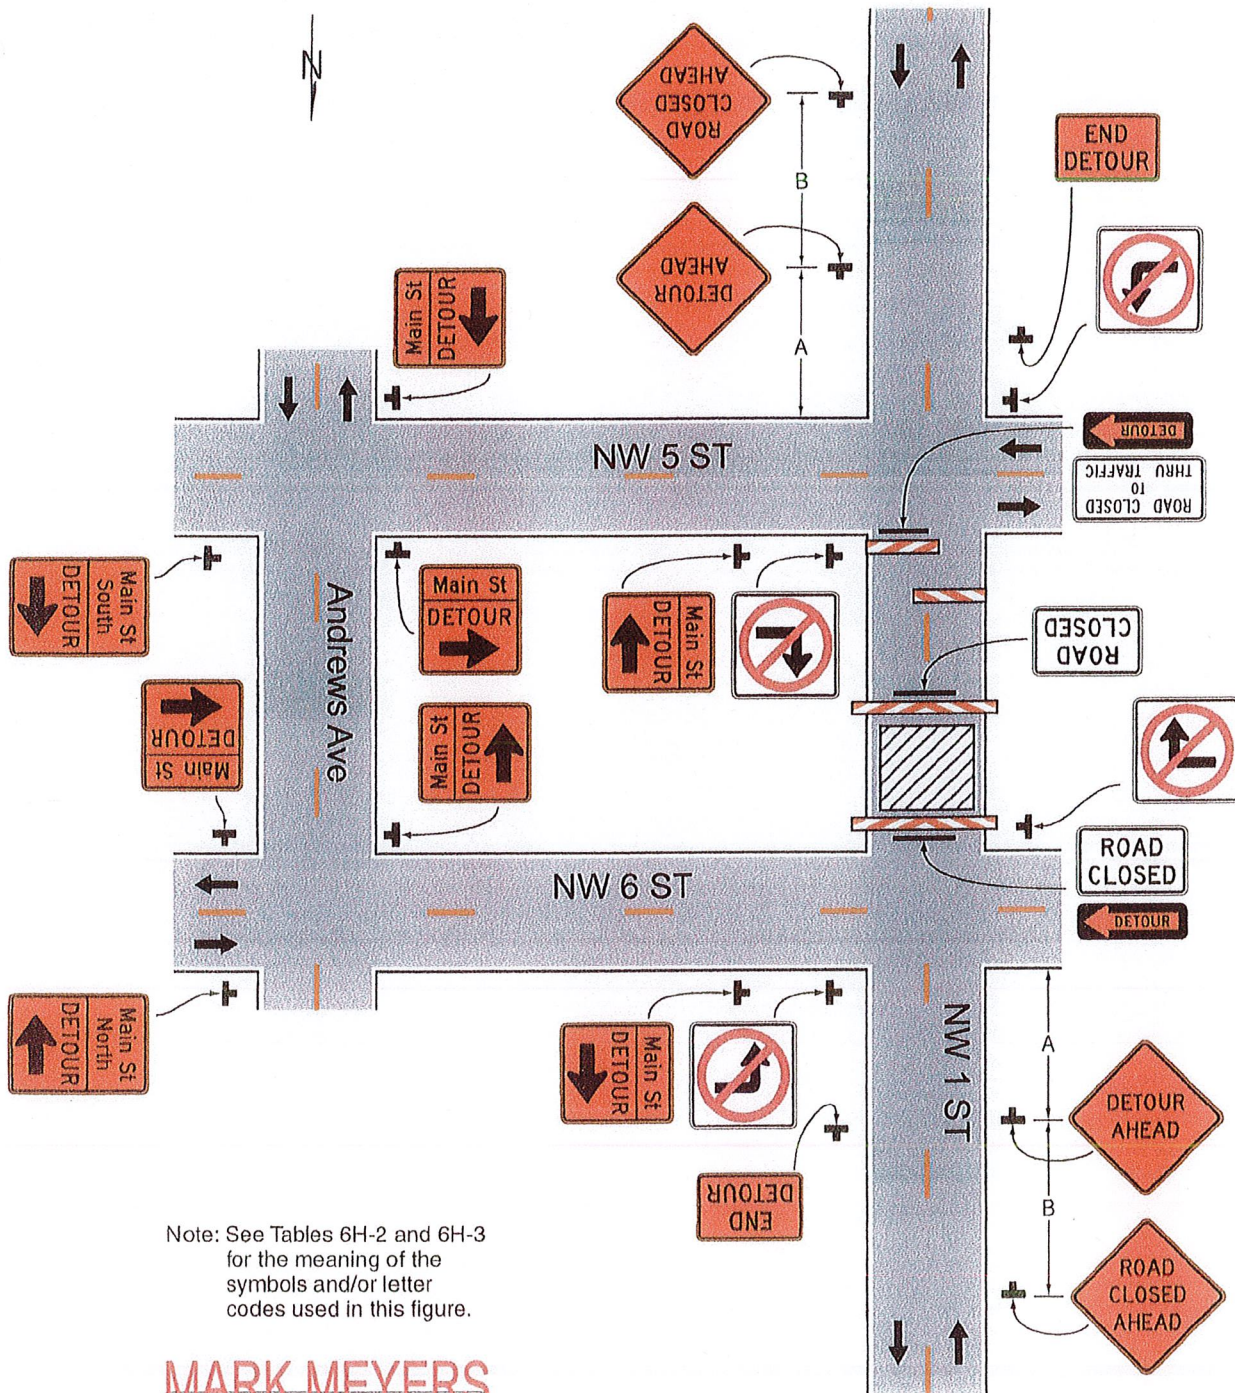 N
ROAD
CLOSED
AHEAD
B
DETOUR
AHEAD
A
END
DETOUR
Main St
DETOUR
NW 5 ST
DETOUR
ROAD CLOSED
TO
THRU TRAFFIC
Main St
South
DETOUR
Main St
DETOUR
Main St
DETOUR
Main St
DETOUR
Main St
DETOUR
Andrews Ave
ROAD
CLOSED
ROAD
CLOSED
DETOUR
NW 6 ST
Main St
North
DETOUR
Main St
DETOUR
END
DETOUR
NW 1 ST
A
DETOUR
AHEAD
B
ROAD
CLOSED
AHEAD
Note: See Tables 6H-2 and 6H-3
for the meaning of the
symbols and/or letter
codes used in this figure.
MARK MEYERS